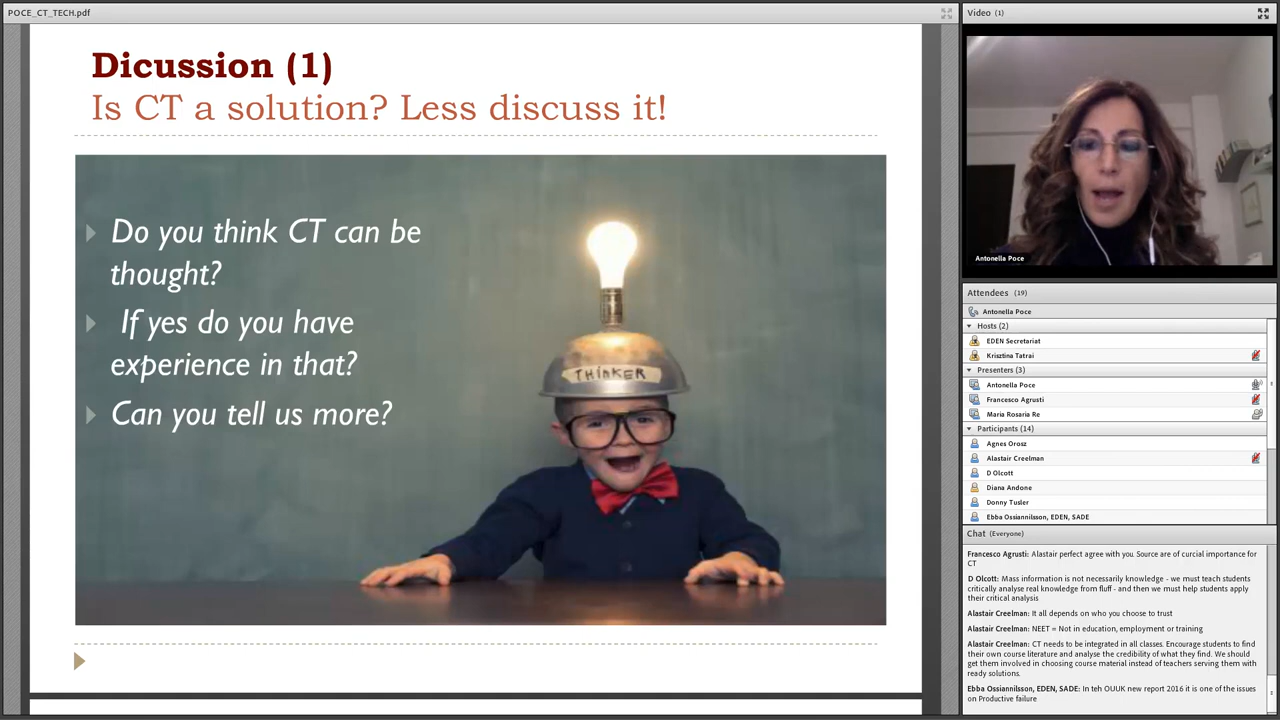 POCE_CT_TECH.pdf
Dicussion (1)
Is CT a solution? Less discuss it!
Do you think CT can be
thought?
If yes do you have
experience in that?
Can you tell us more?
THINKER
Video (1)
Antonella Poce
Attendees (19)
Antonella Poce
Hosts (2)
EDEN Secretariat
Krisztina Tatrai
Presenters (3)
Antonella Poce
Francesco Agrusti
Maria Rosaria Re
Participants (14)
Agnes Orosz
Alastair Creelman
D Olcott
Diana Andone
Donny Tusler
Ebba Ossiannilsson, EDEN, SADE
Chat (Everyone)
Francesco Agrusti: Alastair perfect agree with you. Source are of curcial importance for
CT
D Olcott: Mass information is not necessarily knowledge - we must teach students
critically analyse real knowledge from fluff - and then we must help students apply
their critical analysis
Alastair Creelman: It all depends on who you choose to trust
Alastair Creelman: NEET = Not in education, employment or training
Alastair Creelman: CT needs to be integrated in all classes. Encourage students to find
their own course literature and analyse the credibility of what they find. We should
get them involved in choosing course material instead of teachers serving them with
ready solutions.
Ebba Ossiannilsson, EDEN, SADE: In teh OUUK new report 2016 it is one of the issues
on Productive failure